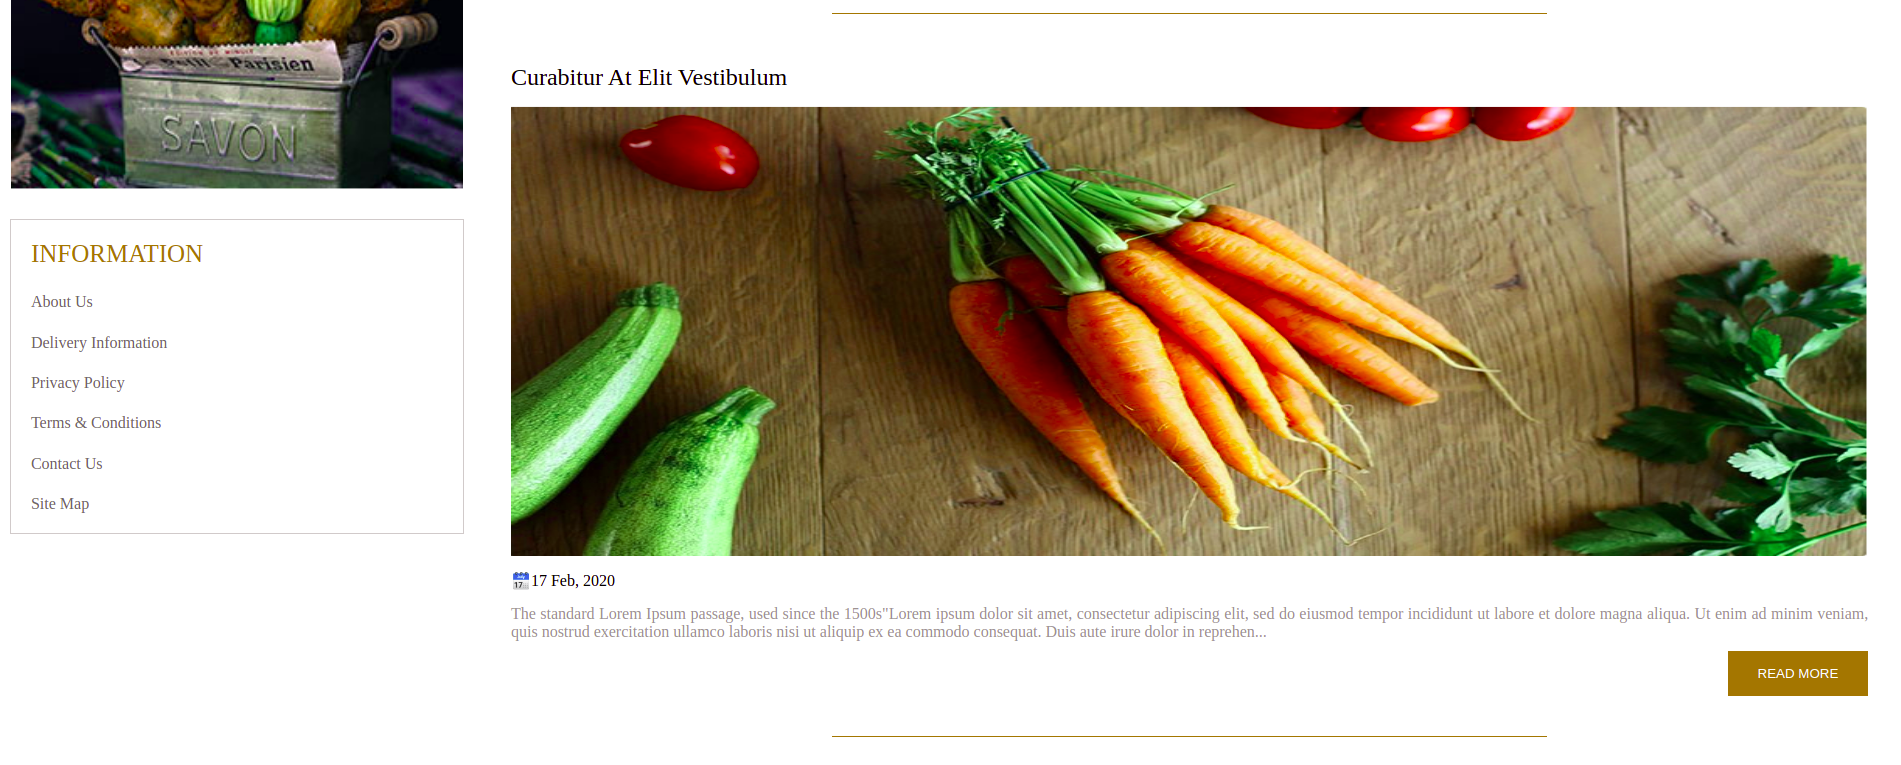 Parisien
SAVON
INFORMATION
About Us
Delivery Information
Privacy Policy
Terms & Conditions
Contact Us
Site Map
Curabitur At Elit Vestibulum
July
17
17 Feb, 2020
The standard Lorem Ipsum passage, used since the 1500s"Lorem ipsum dolor sit amet, consectetur adipiscing elit, sed do eiusmod tempor incididunt ut labore et dolore magna aliqua. Ut enim ad minim veniam,
quis nostrud exercitation ullamco laboris nisi ut aliquip ex ea commodo consequat. Duis aute irure dolor in reprehen...
READ MORE